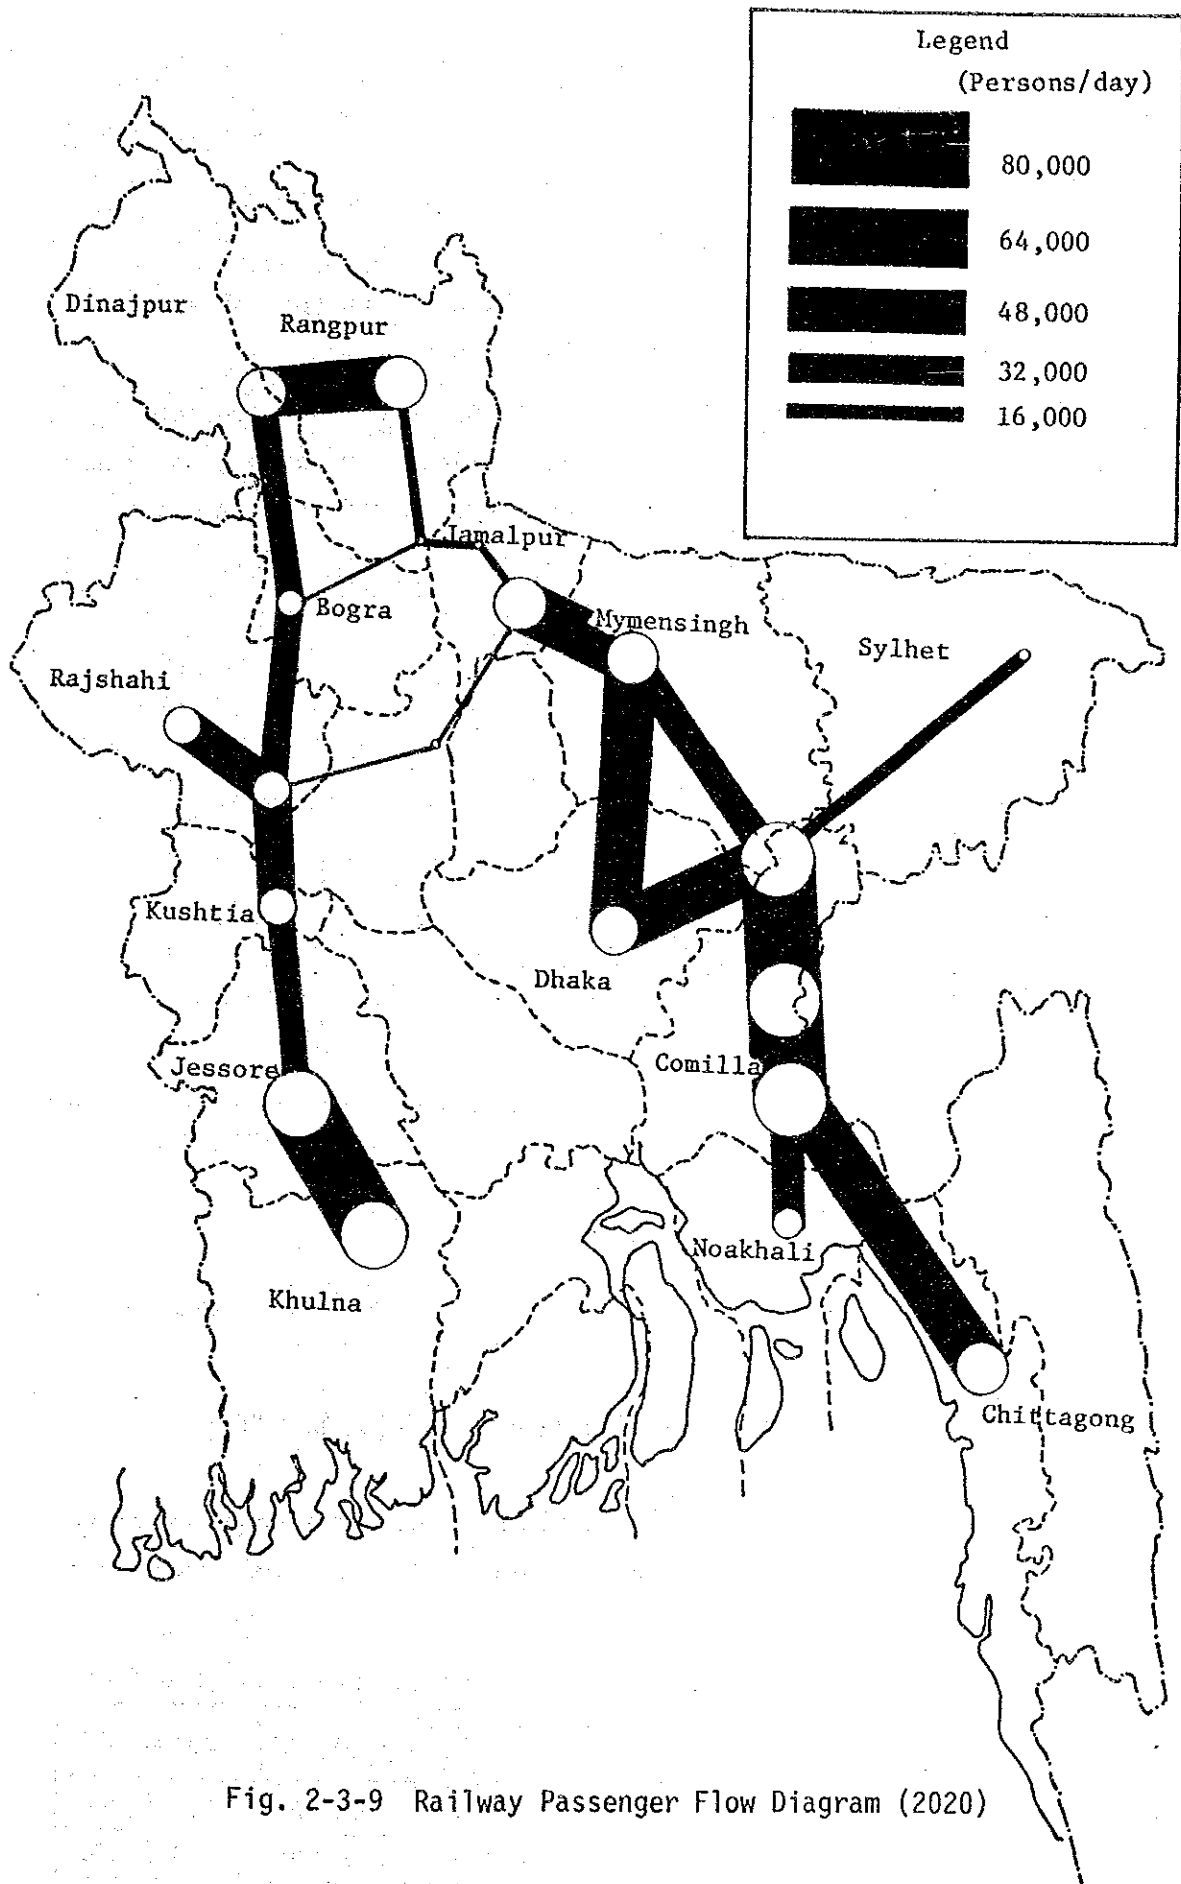 Legend
(Persons/day)
80,000
64,000
48,000
32,000
16,000
Dinajpur
Rangpur
Jamalpur
Bogra
Mymensingh
Sylhet
Rajshahi
Kushtia
Dhaka
Jessore
Comilla
Noakhali
Khulna
Chittagong
Fig. 2-3-9 Railway Passenger Flow Diagram (2020)